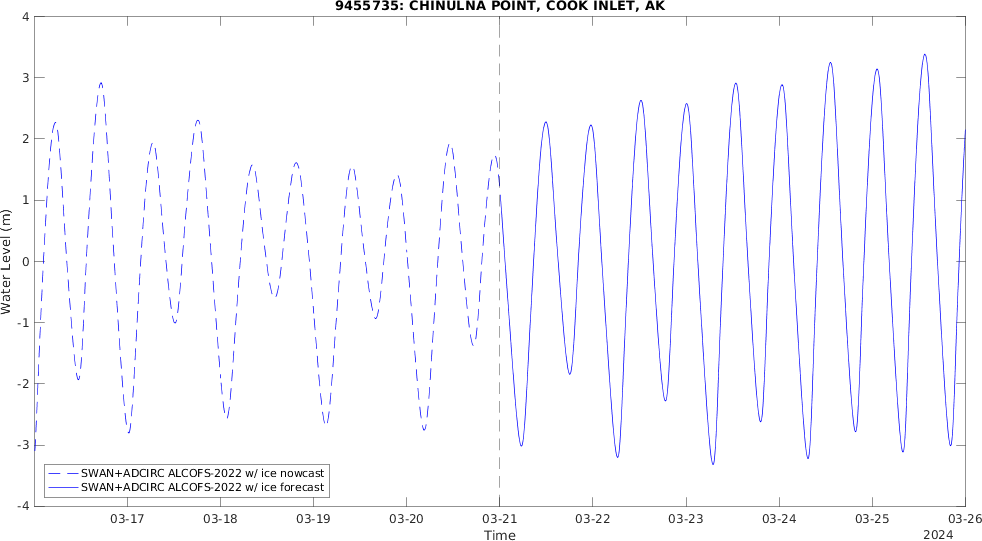 9455735: CHINULNA POINT, COOK INLET, AK
4
3
2
1
0
-1
-2
-3
-4
Water Level (m)
SWAN+ADCIRC ALCOFS-2022 w/ ice nowcast
SWAN+ADCIRC ALCOFS-2022 w/ ice forecast
03-17 03-18 03-19 03-20 03-21 03-22 03-23 03-24 03-25 03-26
Time
2024